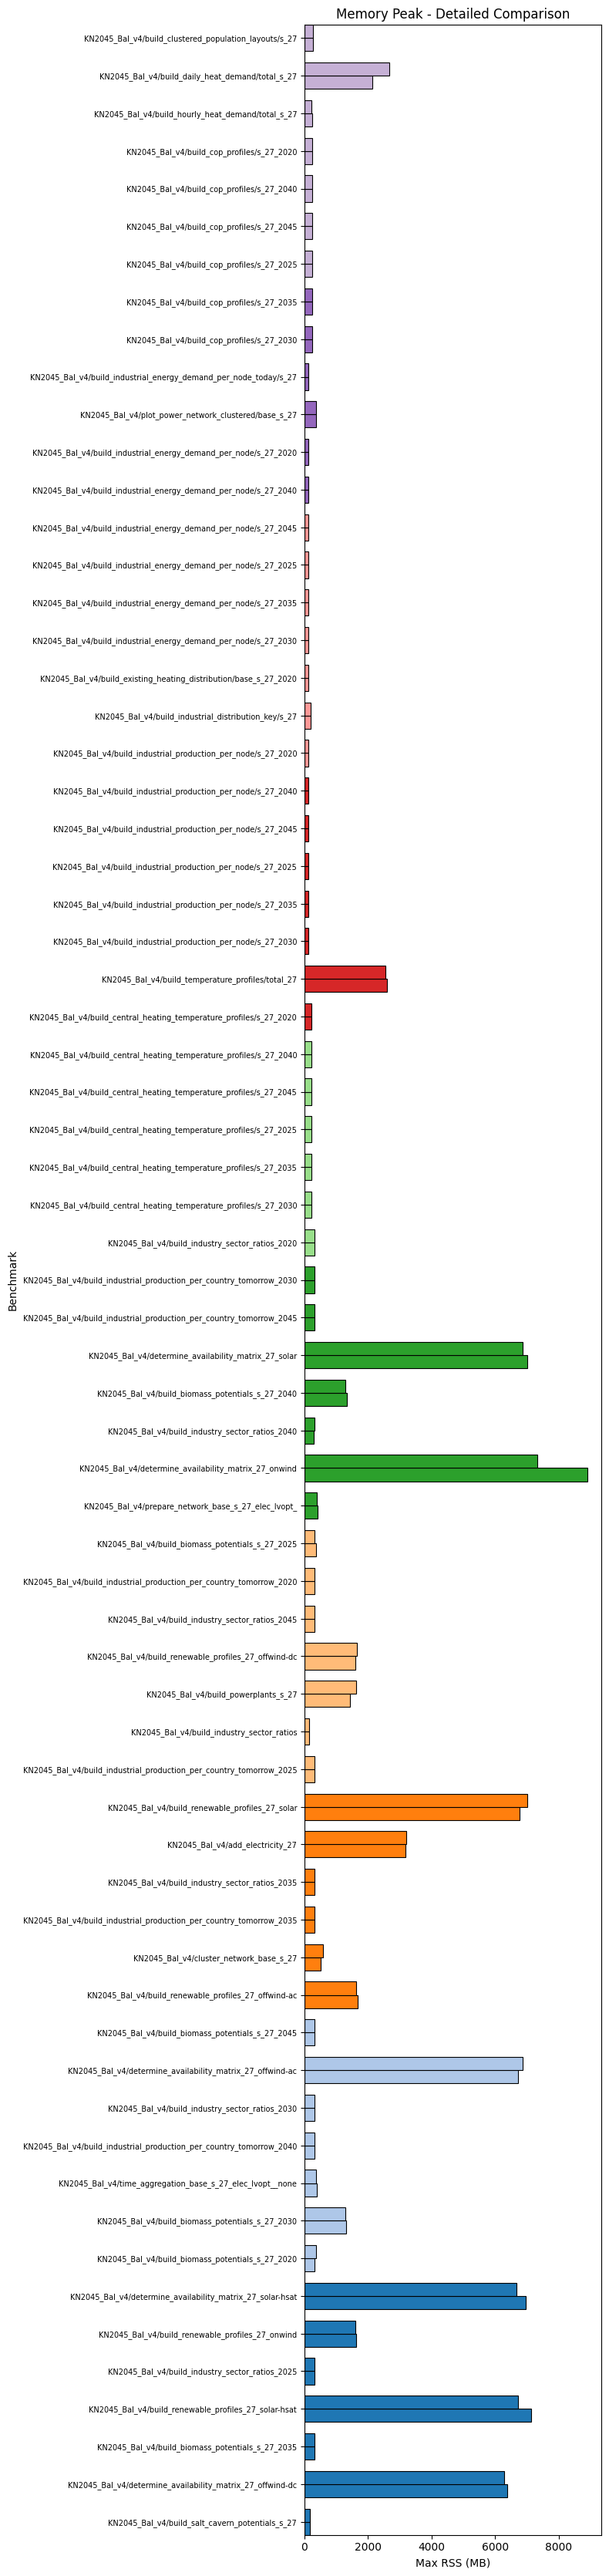 Memory Peak - Detailed Comparison
KN2045_Bal_v4/build_clustered_population_layouts/s_27
KN2045_Bal_v4/build_daily_heat_demand/total_s_27
KN2045_Bal_v4/build_hourly_heat_demand/total_s_27
KN2045_Bal_v4/build_cop_profiles/s_27_2020
KN2045_Bal_v4/build_cop_profiles/s_27_2040
KN2045_Bal_v4/build_cop_profiles/s_27_2045
KN2045_Bal_v4/build_cop_profiles/s_27_2025
KN2045_Bal_v4/build_cop_profiles/s_27_2035
KN2045_Bal_v4/build_cop_profiles/s_27_2030
KN2045_Bal_v4/build_industrial_energy_demand_per_node_today/s_27
KN2045_Bal_v4/plot_power_network_clustered/base_s_27
KN2045_Bal_v4/build_industrial_energy_demand_per_node/s_27_2020
KN2045_Bal_v4/build_industrial_energy_demand_per_node/s_27_2040
KN2045_Bal_v4/build_industrial_energy_demand_per_node/s_27_2045
KN2045_Bal_v4/build_industrial_energy_demand_per_node/s_27_2025
KN2045_Bal_v4/build_industrial_energy_demand_per_node/s_27_2035
KN2045_Bal_v4/build_industrial_energy_demand_per_node/s_27_2030
KN2045_Bal_v4/build_existing_heating_distribution/base_s_27_2020
KN2045_Bal_v4/build_industrial_distribution_key/s_27
KN2045_Bal_v4/build_industrial_production_per_node/s_27_2020
KN2045_Bal_v4/build_industrial_production_per_node/s_27_2040
KN2045_Bal_v4/build_industrial_production_per_node/s_27_2045
KN2045_Bal_v4/build_industrial_production_per_node/s_27_2025
KN2045_Bal_v4/build_industrial_production_per_node/s_27_2035
KN2045_Bal_v4/build_industrial_production_per_node/s_27_2030
KN2045_Bal_v4/build_temperature_profiles/total_27
KN2045_Bal_v4/build_central_heating_temperature_profiles/s_27_2020
KN2045_Bal_v4/build_central_heating_temperature_profiles/s_27_2040
KN2045_Bal_v4/build_central_heating_temperature_profiles/s_27_2045
KN2045_Bal_v4/build_central_heating_temperature_profiles/s_27_2025
KN2045_Bal_v4/build_central_heating_temperature_profiles/s_27_2035
KN2045_Bal_v4/build_central_heating_temperature_profiles/s_27_2030
KN2045_Bal_v4/build_industry_sector_ratios_2020
KN2045_Bal_v4/build_industrial_production_per_country_tomorrow_2030
KN2045_Bal_v4/build_industrial_production_per_country_tomorrow_2045
KN2045_Bal_v4/determine_availability_matrix_27_solar
KN2045_Bal_v4/build_biomass_potentials_s_27_2040
KN2045_Bal_v4/build_industry_sector_ratios_2040
KN2045_Bal_v4/determine_availability_matrix_27_onwind
KN2045_Bal_v4/prepare_network_base_s_27_elec_lvopt_
KN2045_Bal_v4/build_biomass_potentials_s_27_2025
KN2045_Bal_v4/build_industrial_production_per_country_tomorrow_2020
KN2045_Bal_v4/build_industry_sector_ratios_2045
KN2045_Bal_v4/build_renewable_profiles_27_offwind-dc
KN2045_Bal_v4/build_powerplants_s_27
KN2045_Bal_v4/build_industry_sector_ratios
KN2045_Bal_v4/build_industrial_production_per_country_tomorrow_2025
KN2045_Bal_v4/build_renewable_profiles_27_solar
KN2045_Bal_v4/add_electricity_27
KN2045_Bal_v4/build_industry_sector_ratios_2035
KN2045_Bal_v4/build_industrial_production_per_country_tomorrow_2035
KN2045_Bal_v4/cluster_network_base_s_27
KN2045_Bal_v4/build_renewable_profiles_27_offwind-ac
KN2045_Bal_v4/build_biomass_potentials_s_27_2045
KN2045_Bal_v4/determine_availability_matrix_27_offwind-ac
KN2045_Bal_v4/build_industry_sector_ratios_2030
KN2045_Bal_v4/build_industrial_production_per_country_tomorrow_2040
KN2045_Bal_v4/time_aggregation_base_s_27_elec_lvopt__none
KN2045_Bal_v4/build_biomass_potentials_s_27_2030
KN2045_Bal_v4/build_biomass_potentials_s_27_2020
KN2045_Bal_v4/determine_availability_matrix_27_solar-hsat
KN2045_Bal_v4/build_renewable_profiles_27_onwind
KN2045_Bal_v4/build_industry_sector_ratios_2025
KN2045_Bal_v4/build_renewable_profiles_27_solar-hsat
KN2045_Bal_v4/build_biomass_potentials_s_27_2035
KN2045_Bal_v4/determine_availability_matrix_27_offwind-dc
KN2045_Bal_v4/build_salt_cavern_potentials_s_27
Benchmark
0 2000 4000 6000 8000
Max RSS (MB)